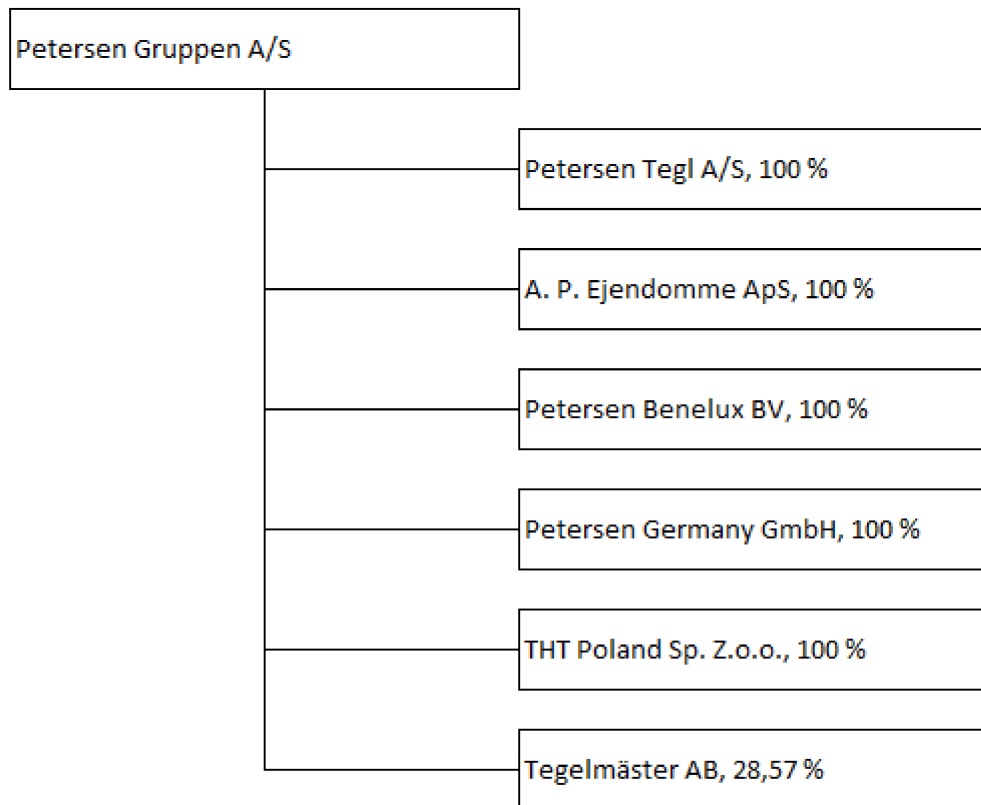 Petersen Gruppen A/S
Petersen Tegl A/S, 100 %
A. P. Ejendomme ApS, 100 %
Petersen Benelux BV, 100 %
Petersen Germany GmbH, 100 %
THT Poland Sp. Z.o.o., 100 %
Tegelmäster AB, 28,57 %